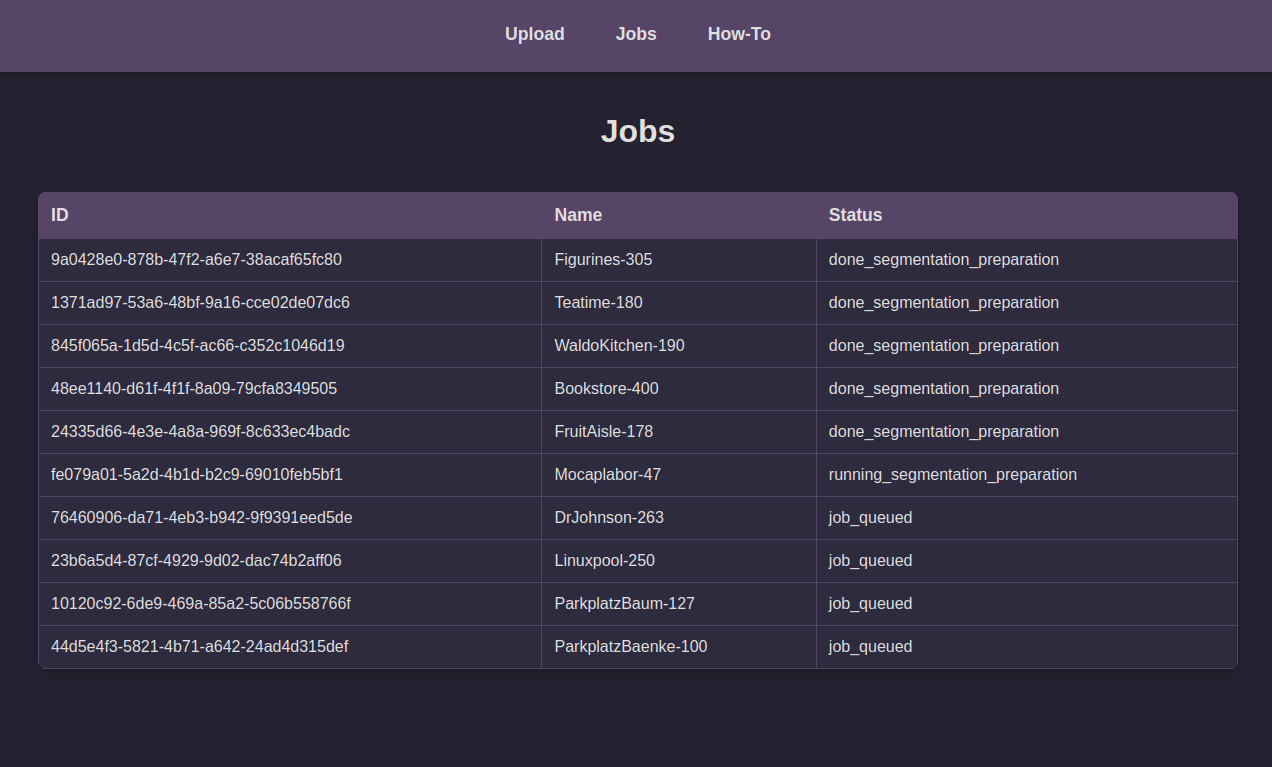 Upload Jobs How-To
Jobs
ID Name Status
9a0428e0-878b-47f2-a6e7-38acaf65fc80 Figurines-305 done_segmentation_preparation
1371ad97-53a6-48bf-9a16-cce02de07dc6 Teatime-180 done_segmentation_preparation
845f065a-1d5d-4c5f-ac66-c352c1046d19 WaldoKitchen-190 done_segmentation_preparation
48ee1140-d61f-4f1f-8a09-79cfa8349505 Bookstore-400 done_segmentation_preparation
24335d66-4e3e-4a8a-969f-8c633ec4badc FruitAisle-178 done_segmentation_preparation
fe079a01-5a2d-4b1d-b2c9-69010feb5bf1 Mocaplabor-47 running_segmentation_preparation
76460906-da71-4eb3-b942-9f9391eed5de DrJohnson-263 job_queued
23b6a5d4-87cf-4929-9d02-dac74b2aff06 Linuxpool-250 job_queued
10120c92-6de9-469a-85a2-5c06b558766f ParkplatzBaum-127 job_queued
44d5e4f3-5821-4b71-a642-24ad4d315def ParkplatzBaenke-100 job_queued